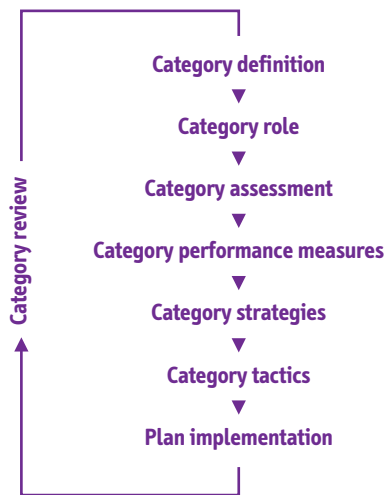 Category definition
Category role
Category assessment
Category performance measures
Category strategies
Category tactics
Plan implementation
Category review